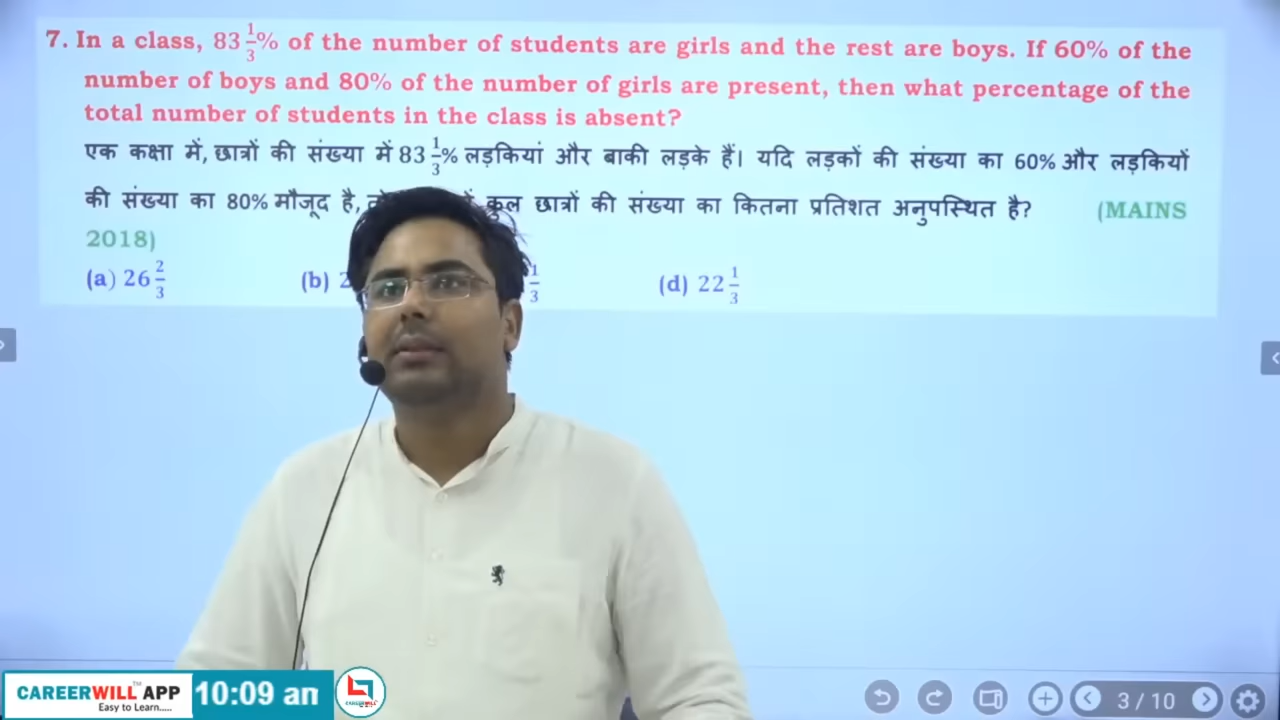 7. In a class, 83 1/3% of the number of students are girls and the rest are boys. If 60% of the
number of boys and 80% of the number of girls are present, then what percentage of the
total number of students in the class is absent?
एक कक्षा में, छात्रों की संख्या में 83 1/3% लड़कियां और बाकी लड़के हैं। यदि लड़कों की संख्या का 60% और लड़कियों
की संख्या का 80% मौजूद है, कुल छात्रों की संख्या का कितना प्रतिशत अनुपस्थित है? (MAINS
2018)
(a) 26 2/3 (b) 2 1/3 (d) 22 1/3
CAREERWILL APP
Easy to Learn.....
10:09 an
CAREERWILL
3 / 10